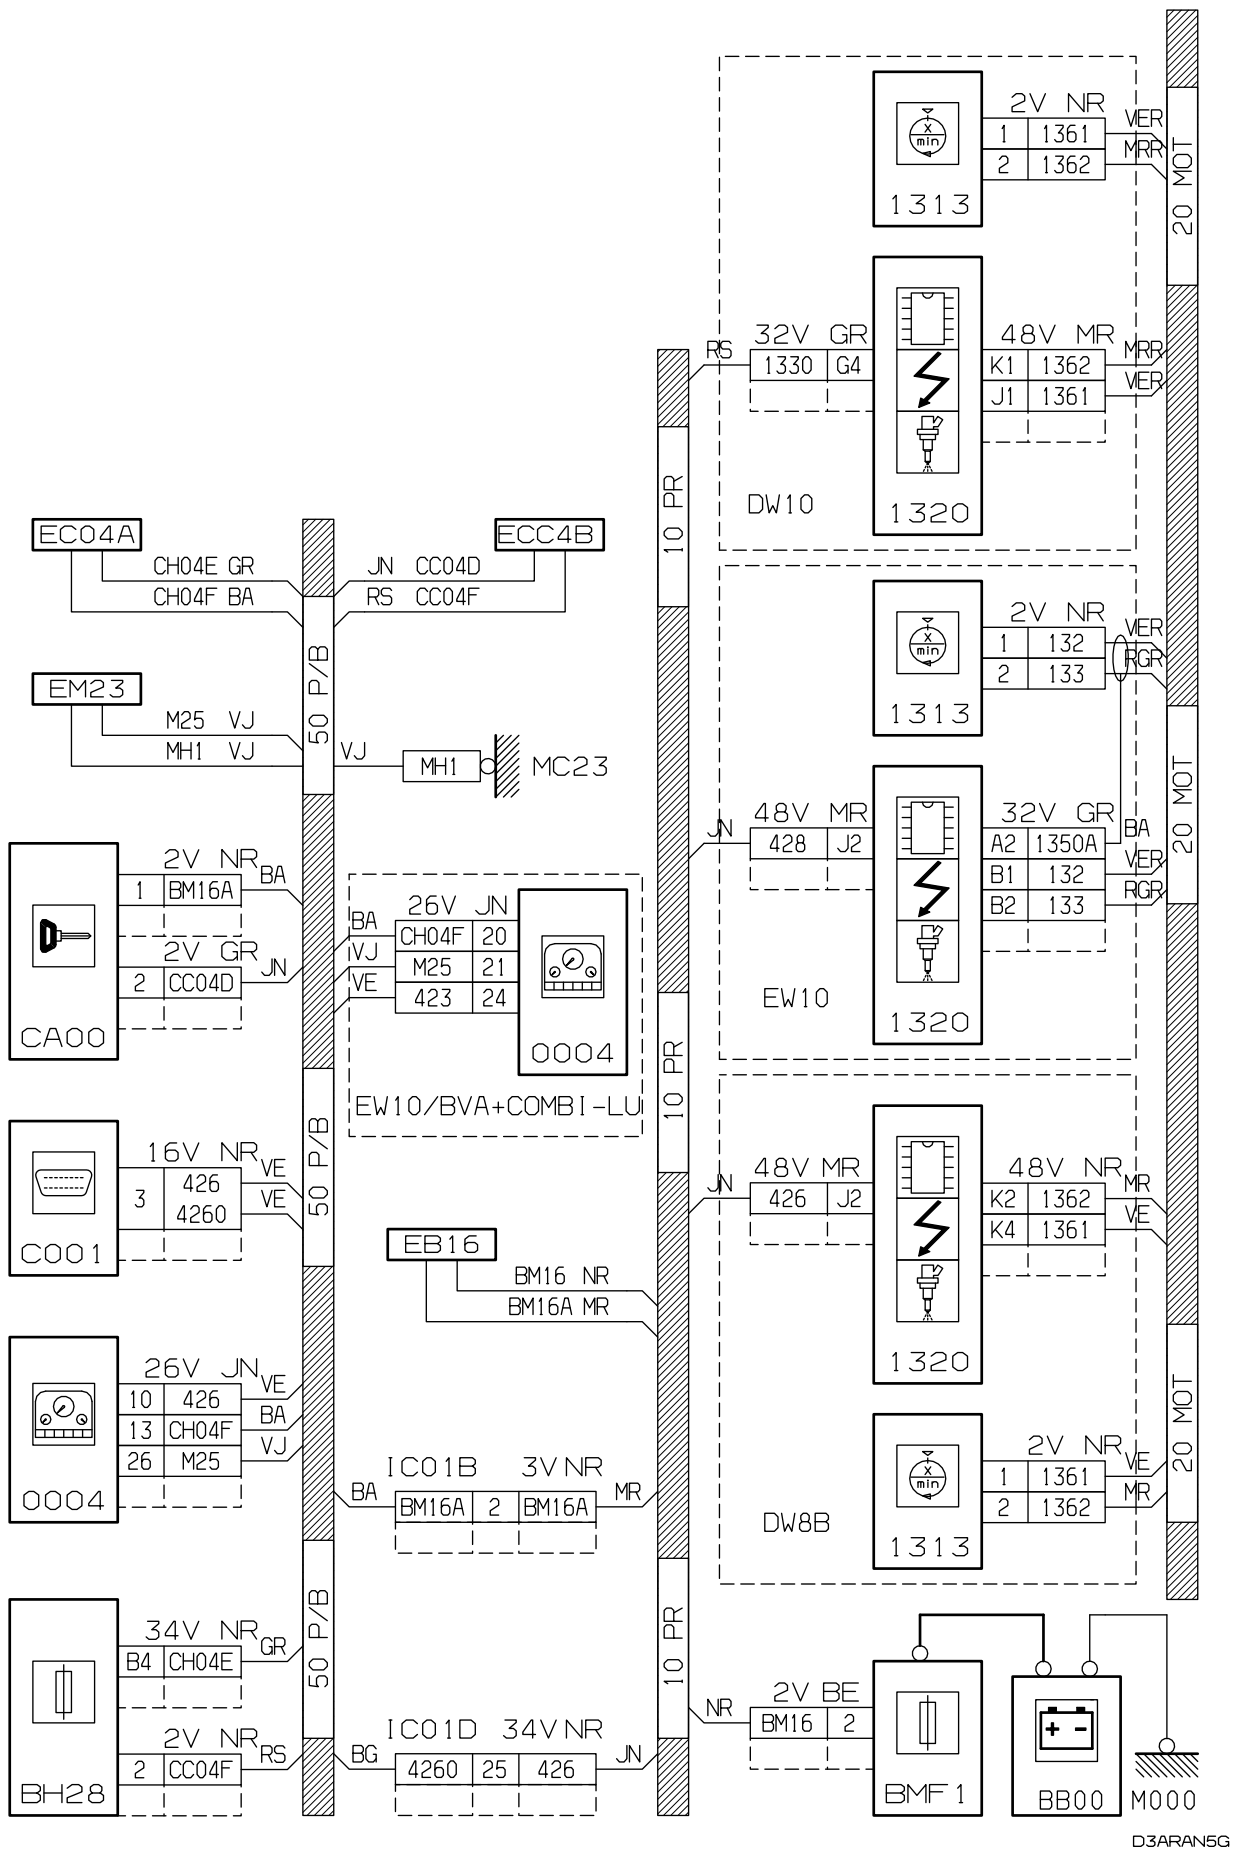 2V NR
1 1361 VER
2 1362 MRR
1313
20 MOT
32V GR
RS 1330 G4
48V MR
K1 1362 MRR
J1 1361 VER
1320
DW10
10 PR
EC04A
CH04E GR
CH04F BA
ECC4B
JN CC04D
RS CC04F
50 P/B
EM23
M25 VJ
MH1 VJ
VJ MH1 MC23
2V NR
1 132 VER
2 133 RGR
1313
20 MOT
48V MR
JN 428 J2
32V GR
A2 1350A BA
B1 132 VER
B2 133 RGR
1320
EW10
2V NR
1 BM16A BA
2V GR
2 CC04D JN
CA00
26V JN
BA CH04F 20
VJ M25 21
VE 423 24
0004
EW10/BVA+COMBI-LU
50 P/B
10 PR
16V NR
3 426 VE
4260 VE
C001
48V MR
JN 426 J2
48V NR
K2 1362 MR
K4 1361 VE
1320
EB16
BM16 NR
BM16A MR
26V JN
10 426 VE
13 CH04F BA
26 M25 VJ
0004
IC01B 3V NR
BA BM16A 2 BM16A MR
2V NR
1 1361 VE
2 1362 MR
1313
DW8B
20 MOT
50 P/B
10 PR
34V NR
B4 CH04E GR
2V NR
2 CC04F RS
BH28
IC01D 34V NR
BG 4260 25 426 JN
2V BE
NR BM16 2
BMF1
BB00
M000
D3ARAN5G